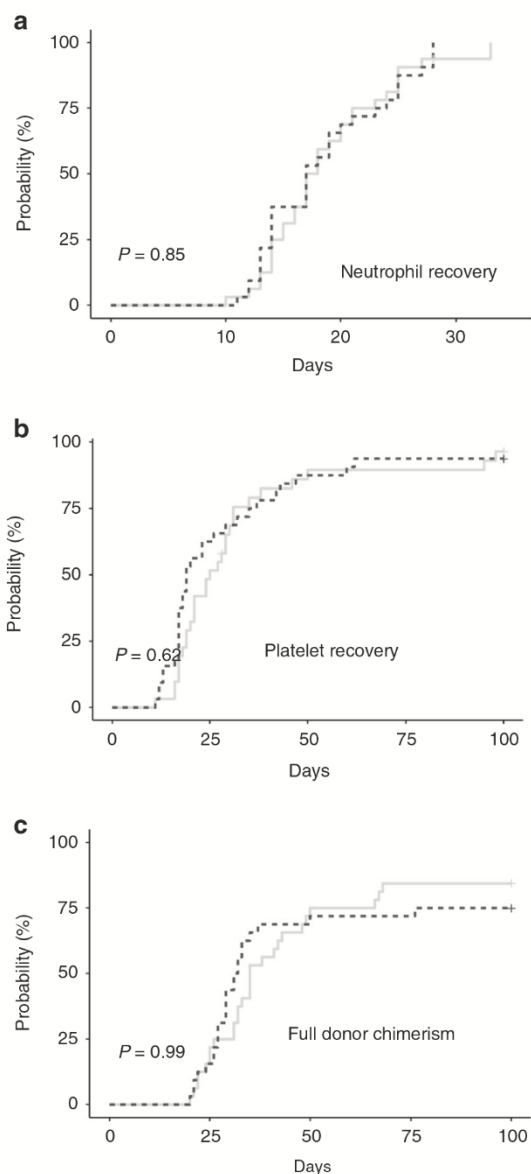 a
100
75
50
25
0
Probability (%)
P = 0.85
Neutrophil recovery
0 10 20 30
Days
b
100
75
50
25
0
Probability (%)
P = 0.62
Platelet recovery
0 25 50 75 100
Days
c
100
75
50
25
0
Probability (%)
P = 0.99
Full donor chimerism
0 25 50 75 100
Days